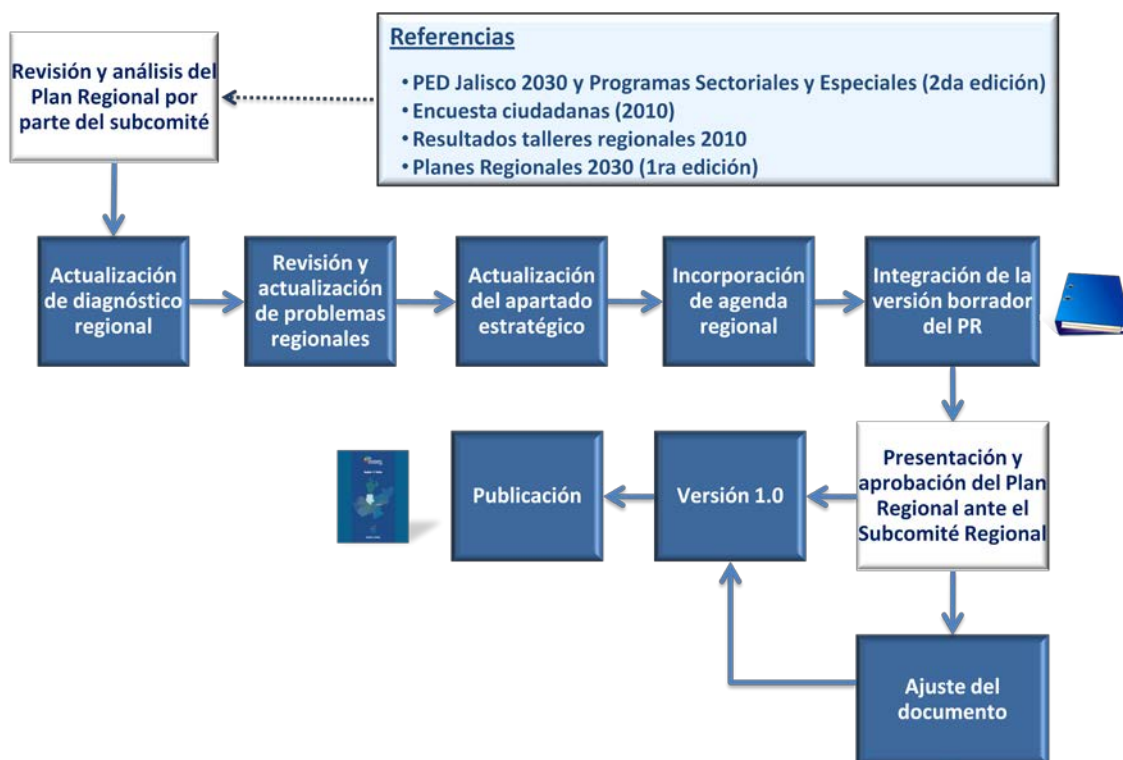 Revisión y análisis del
Plan Regional por
parte del subcomité
Referencias
• PED Jalisco 2030 y Programas Sectoriales y Especiales (2da edición)
• Encuesta ciudadanas (2010)
• Resultados talleres regionales 2010
• Planes Regionales 2030 (1ra edición)
Actualización
de diagnóstico
regional
Revisión y
actualización
de problemas
regionales
Actualización
del apartado
estratégico
Incorporación
de agenda
regional
Integración de la
versión borrador
del PR
Presentación y
aprobación del Plan
Regional ante el
Subcomité Regional
Versión 1.0
Publicación
Ajuste del
documento